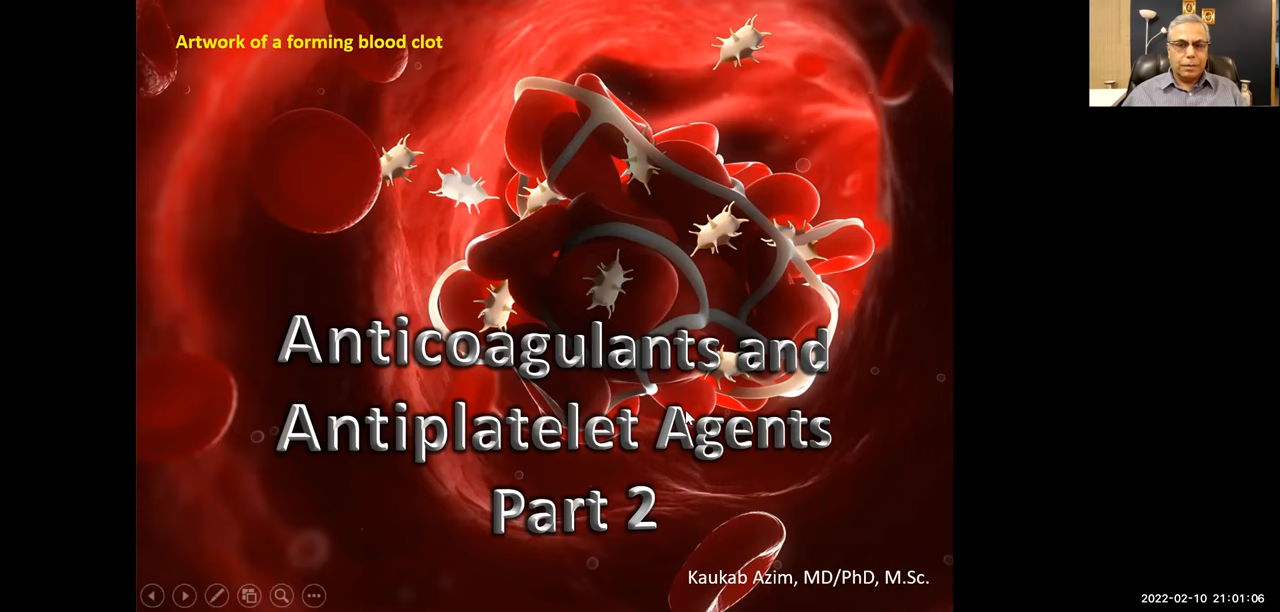 Artwork of a forming blood clot
Anticoagulants and
Antiplatelet Agents
Part 2
Kaukab Azim, MD/PhD, M.Sc.
2022-02-10 21:01:06